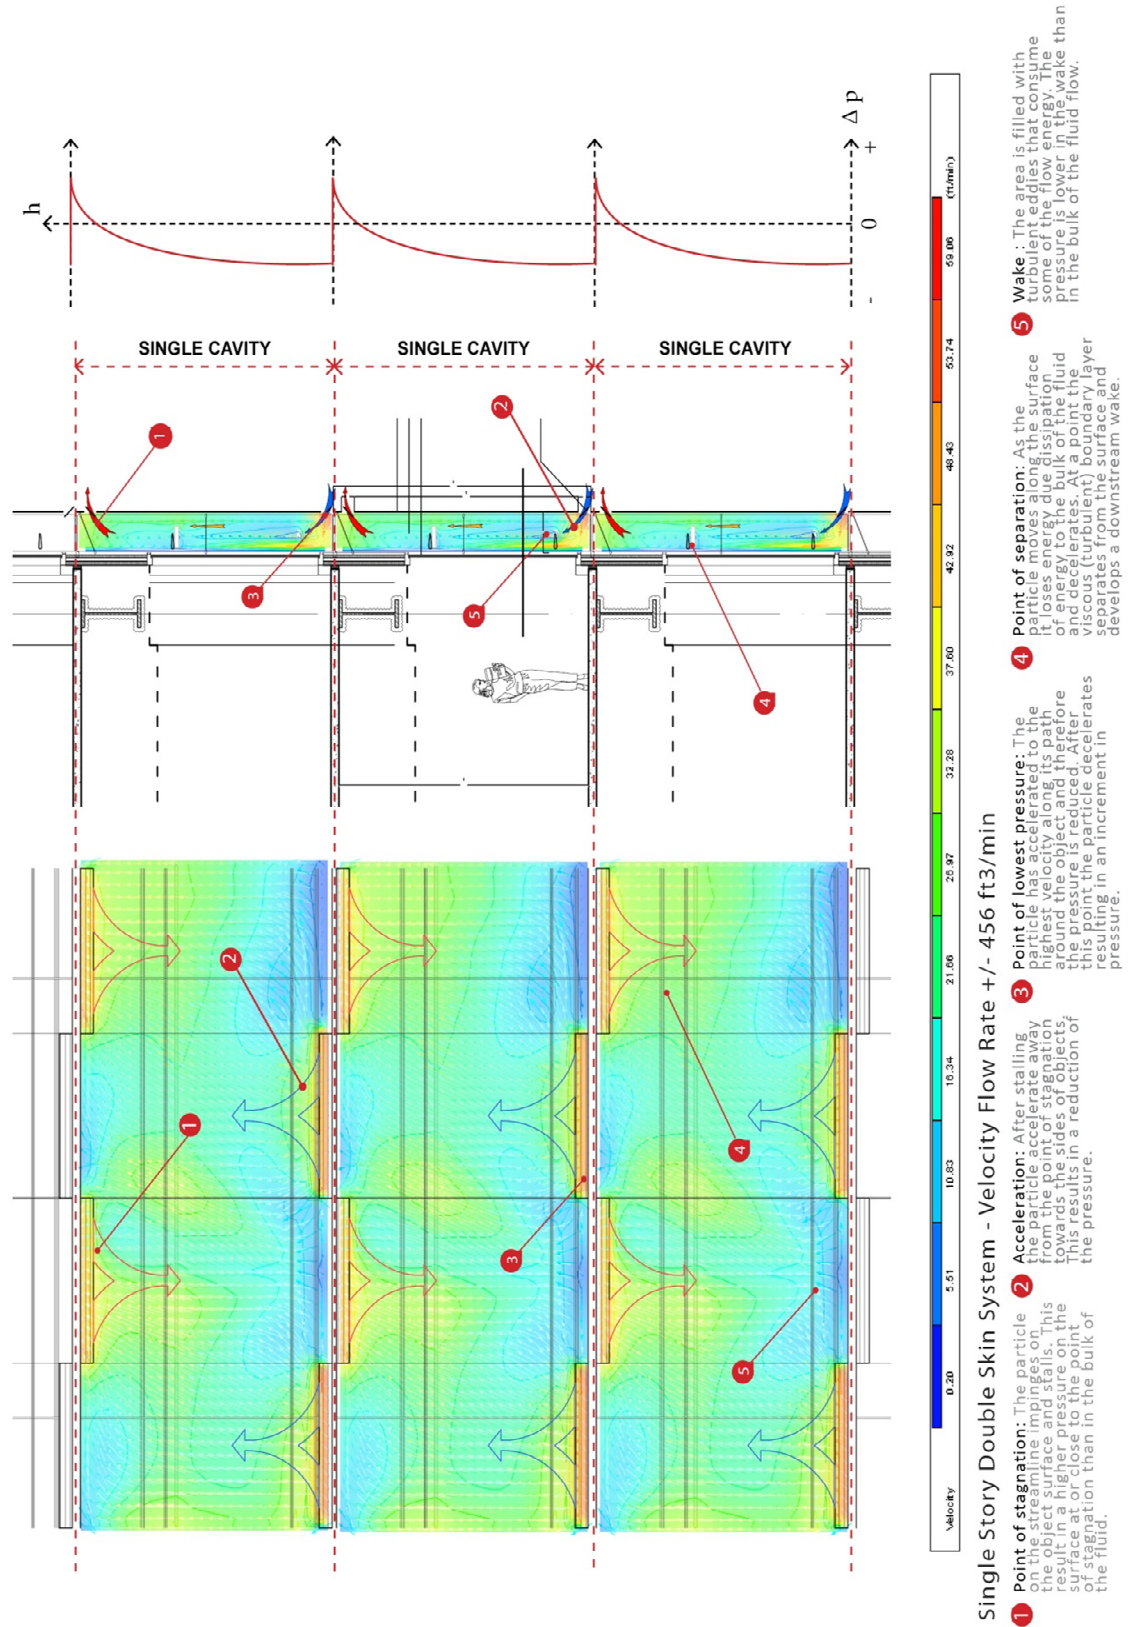 h
Δ p
+
0
-
SINGLE CAVITY
SINGLE CAVITY
SINGLE CAVITY
1
2
3
5
4
1
2
3
4
5
Velocity
0.20
5.51
10.83
16.34
21.66
26.97
32.28
37.60
42.92
48.43
53.74
59.06
(ft/min)
Single Story Double Skin System - Velocity Flow Rate +/- 456 ft3/min
1 Point of stagnation: The particle
on the streamline impinges on
the object surface and stalls. This
result in a higher pressure on the
surface at or close to the point
of stagnation than in the bulk of
the fluid.
2 Acceleration: After stalling
the particle accelerate away
from the point of stagnation
towards the sides of objects.
This results in a reduction of
the pressure.
3 Point of lowest pressure: The
particle has accelerated to the
highest velocity along its path
around the object and therefore
the pressure is reduced. After
this point the particle decelerates
resulting in an increment in
pressure.
4 Point of separation: As the
particle moves along the surface
it loses energy due dissipation
of energy to the bulk of the fluid
and decelerates. At a point the
viscous (turbulent) boundary layer
separates from the surface and
develops a downstream wake.
5 Wake : The area is filled with
turbulent eddies that consume
some of the flow energy. The
pressure is lower in the wake than
in the bulk of the fluid flow.